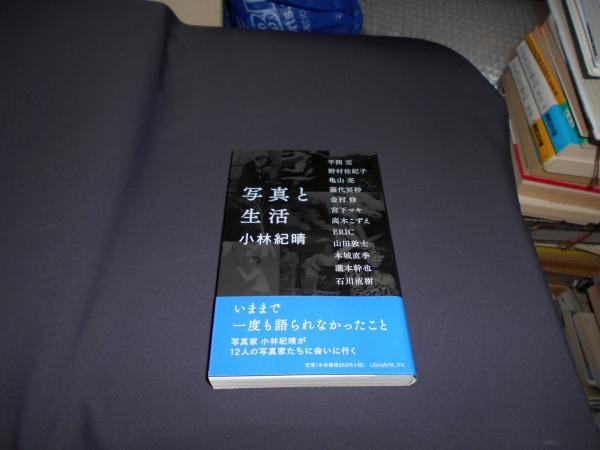 写真と
生活
小林紀晴
平間 至
野村佐紀子
亀山 亮
藤代冥砂
金村 修
宮下マキ
高木こずえ
ERIC
山田敦士
本城直季
瀧本幹也
石川直樹
いままで
一度も語られなかったこと
写真家 小林紀晴が
12人の写真家たちに会いに行く
LibroArte.,Inc